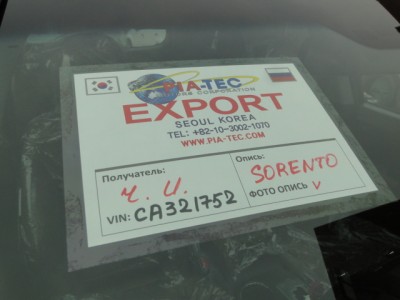 PIA-TEC
CORPORATION
EXPORT
SEOUL KOREA
TEL: +82-10-3002-1070
WWW.PIA-TEC.COM
Получатель:
Ч. И.
VIN: CA321752
Опись:
SORENTO
ФОТО ОПИСЬ V